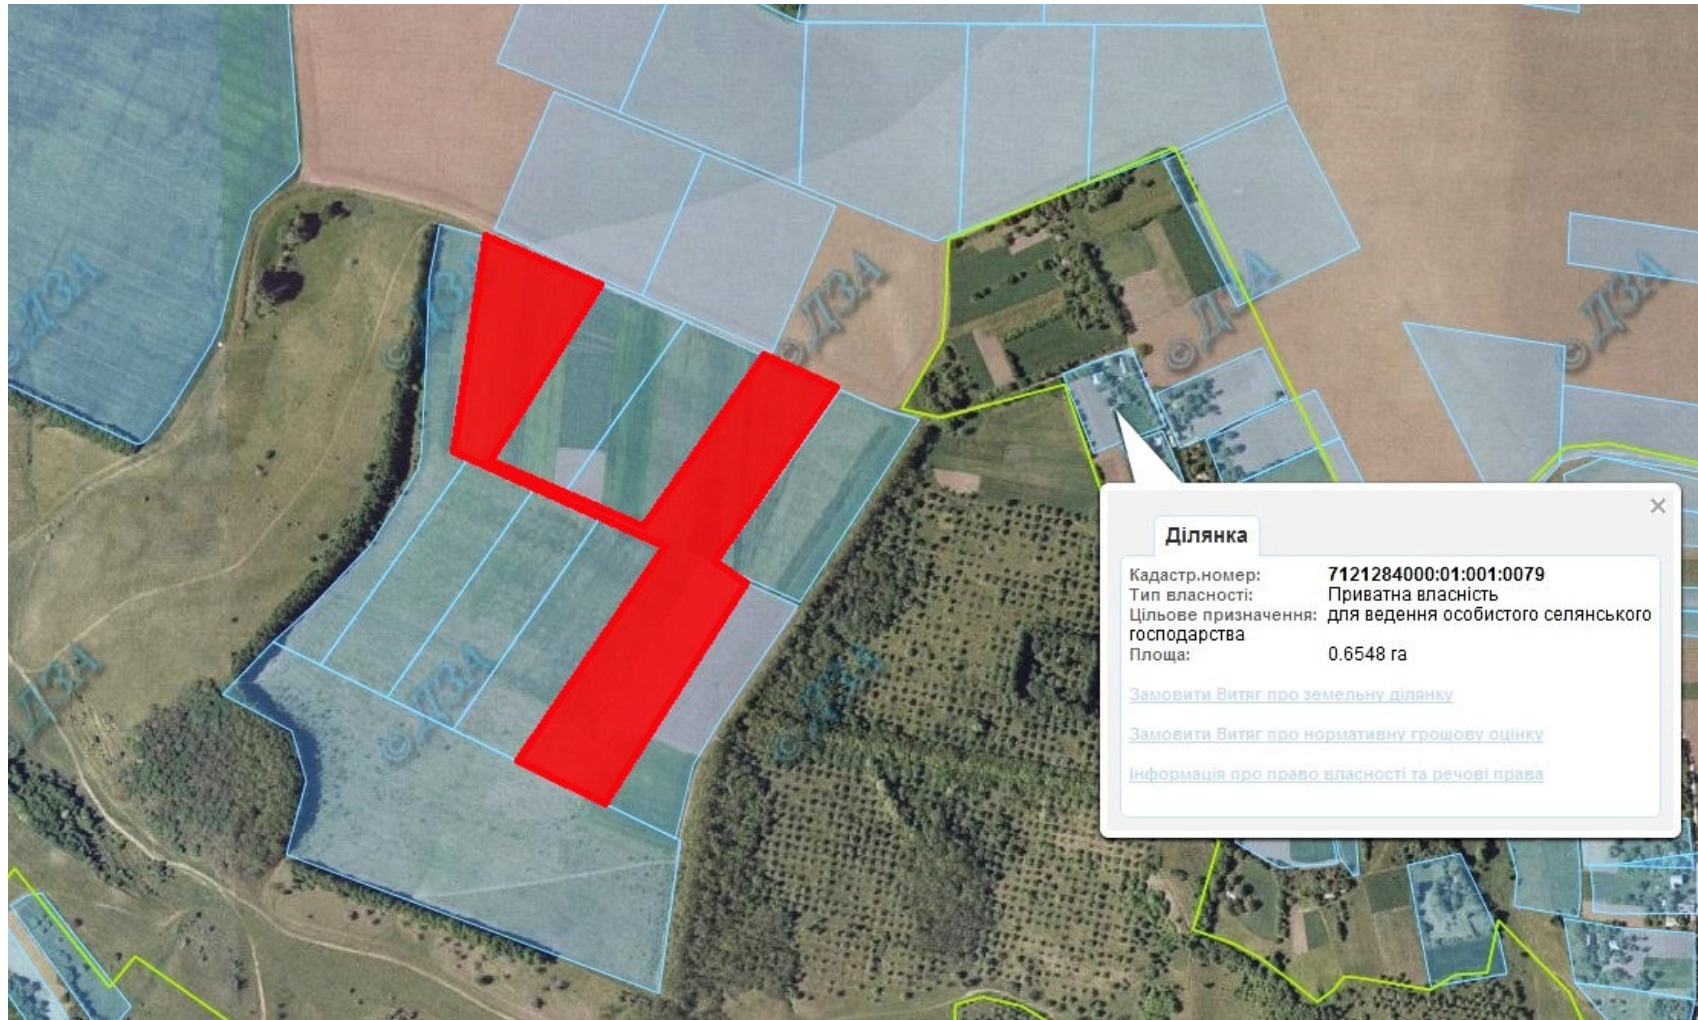 © ДЗА
© ДЗА
© ДЗА
© ДЗА
© ДЗА
© ДЗА
ДЗА
© ДЗА
© ДЗА
×
Ділянка
Кадастр.номер: 7121284000:01:001:0079
Тип власності: Приватна власність
Цільове призначення: для ведення особистого селянського
господарства
Площа: 0.6548 га
Замовити Витяг про земельну ділянку
Замовити Витяг про нормативну грошову оцінку
Інформація про право власності та речові права